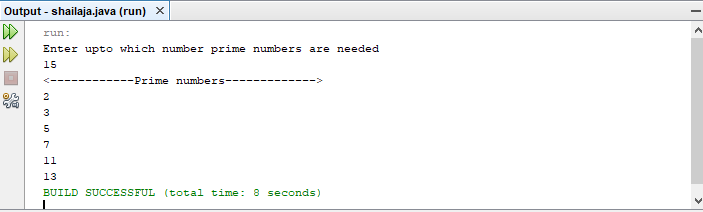 Output - shailaja.java (run)
run:
Enter upto which number prime numbers are needed
15
<------------Prime numbers------------->
2
3
5
7
11
13
BUILD SUCCESSFUL (total time: 8 seconds)